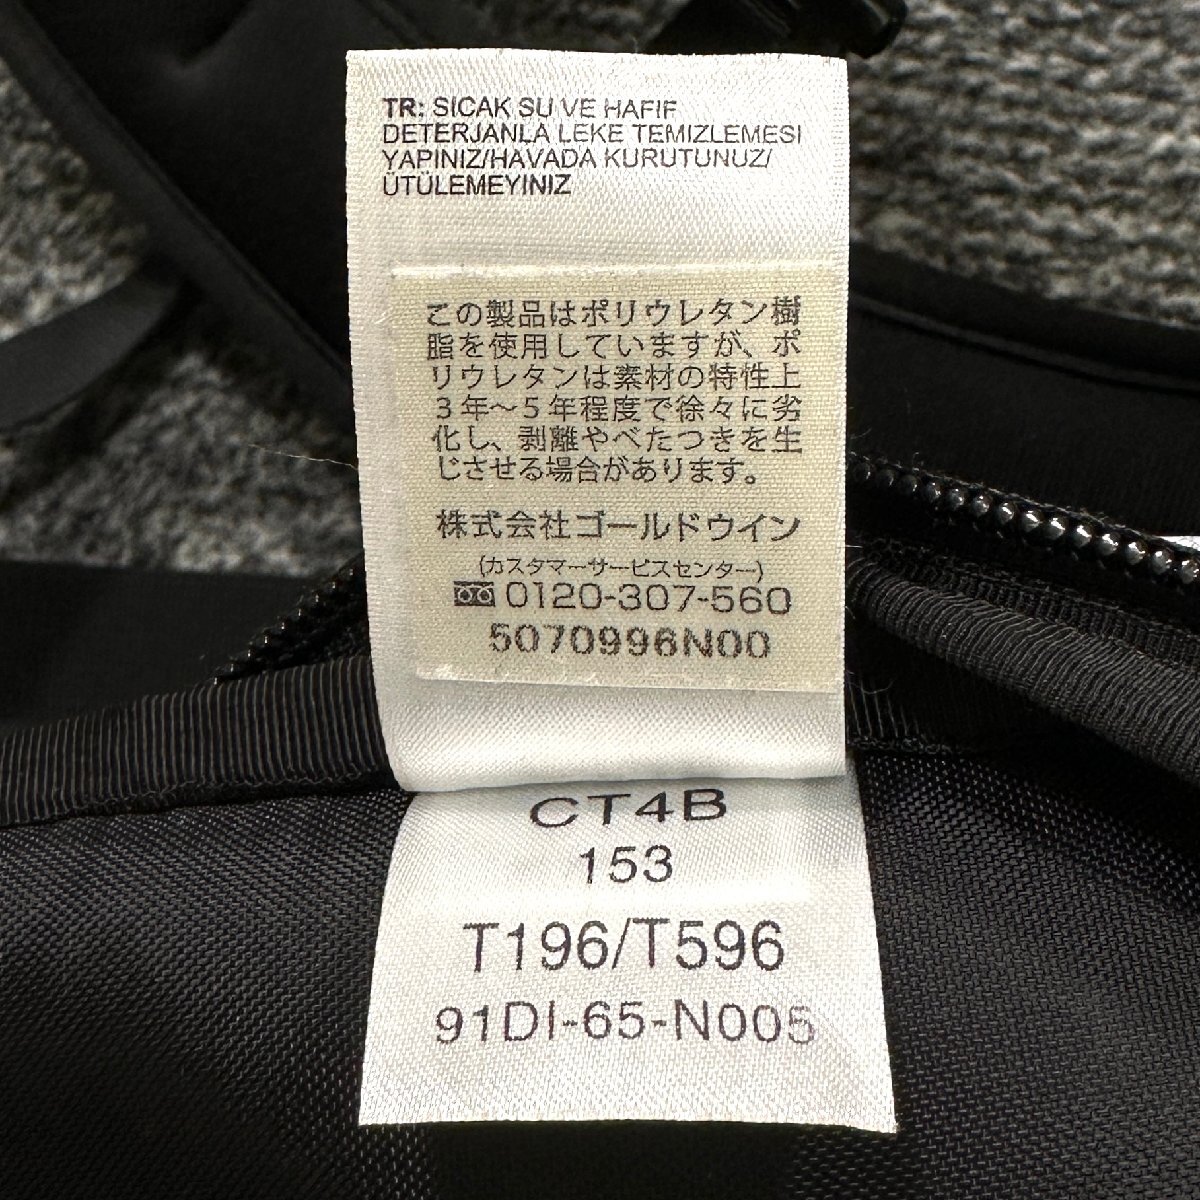 TR: SICAK SU VE HAFIF
DETERJANLA LEKE TEMIZLEMESI
YAPINIZ/HAVADA KURUTUNUZ/
ÜTÜLEMEYINIZ
この製品はポリウレタン樹
脂を使用していますが、ポ
リウレタンは素材の特性上
3年～5年程度で徐々に劣
化し、剥離やべたつきを生
じさせる場合があります。
株式会社ゴールドウイン
(カスタマーサービスセンター)
0120-307-560
5070996N00
CT4B
153
T196/T596
91DI-65-N005